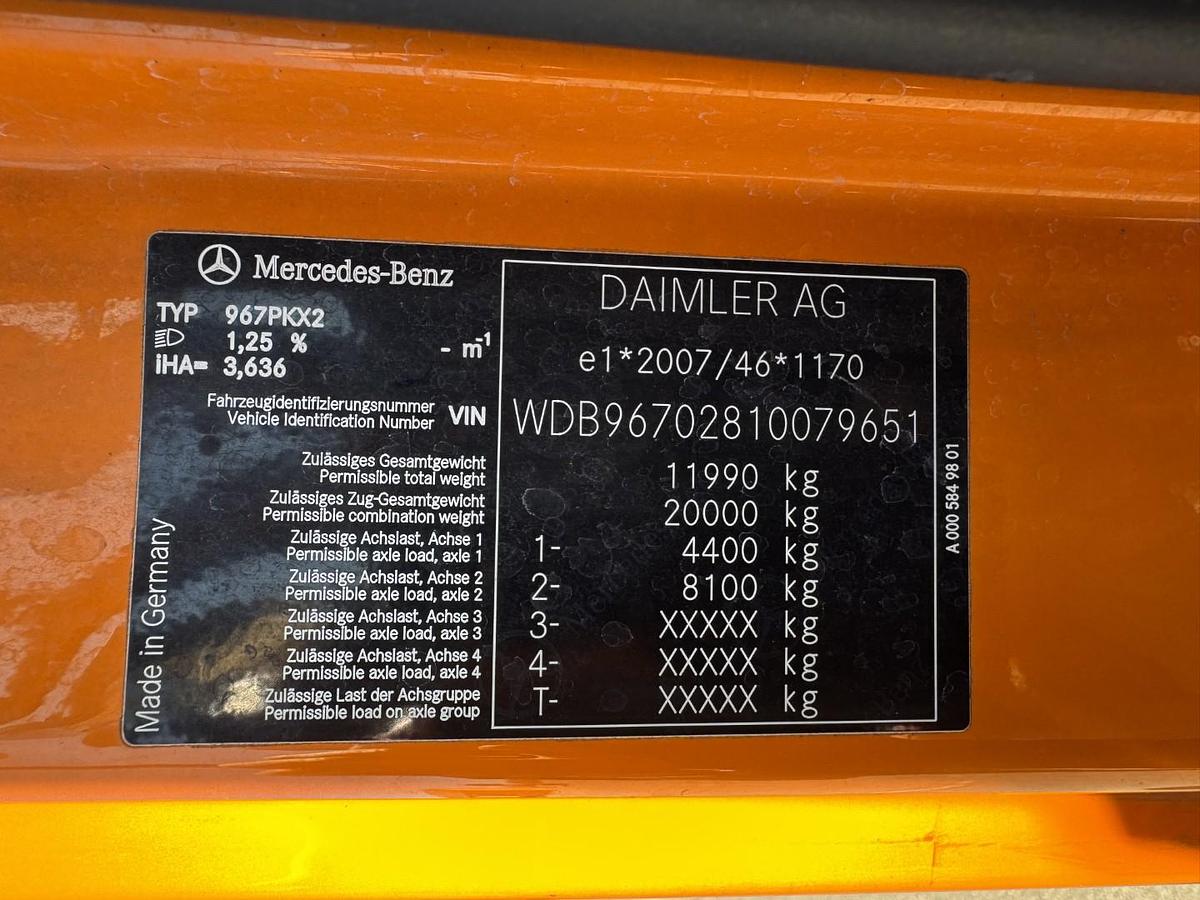 Mercedes-Benz
TYP 967PKX2
1,25 % - m⁻¹
iHA= 3,636
DAIMLER AG
e1*2007/46*1170
Fahrzeugidentifizierungsnummer
Vehicle Identification Number VIN WDB96702810079651
Zulässiges Gesamtgewicht
Permissible total weight 11990 kg
Zulässiges Zug-Gesamtgewicht
Permissible combination weight 20000 kg
Zulässige Achslast, Achse 1
Permissible axle load, axle 1 1- 4400 kg
Zulässige Achslast, Achse 2
Permissible axle load, axle 2 2- 8100 kg
Zulässige Achslast, Achse 3
Permissible axle load, axle 3 3- XXXXX kg
Zulässige Achslast, Achse 4
Permissible axle load, axle 4 4- XXXXX kg
Zulässige Last der Achsgruppe
Permissible load on axle group T- XXXXX kg
Made in Germany
A 000 584 98 01